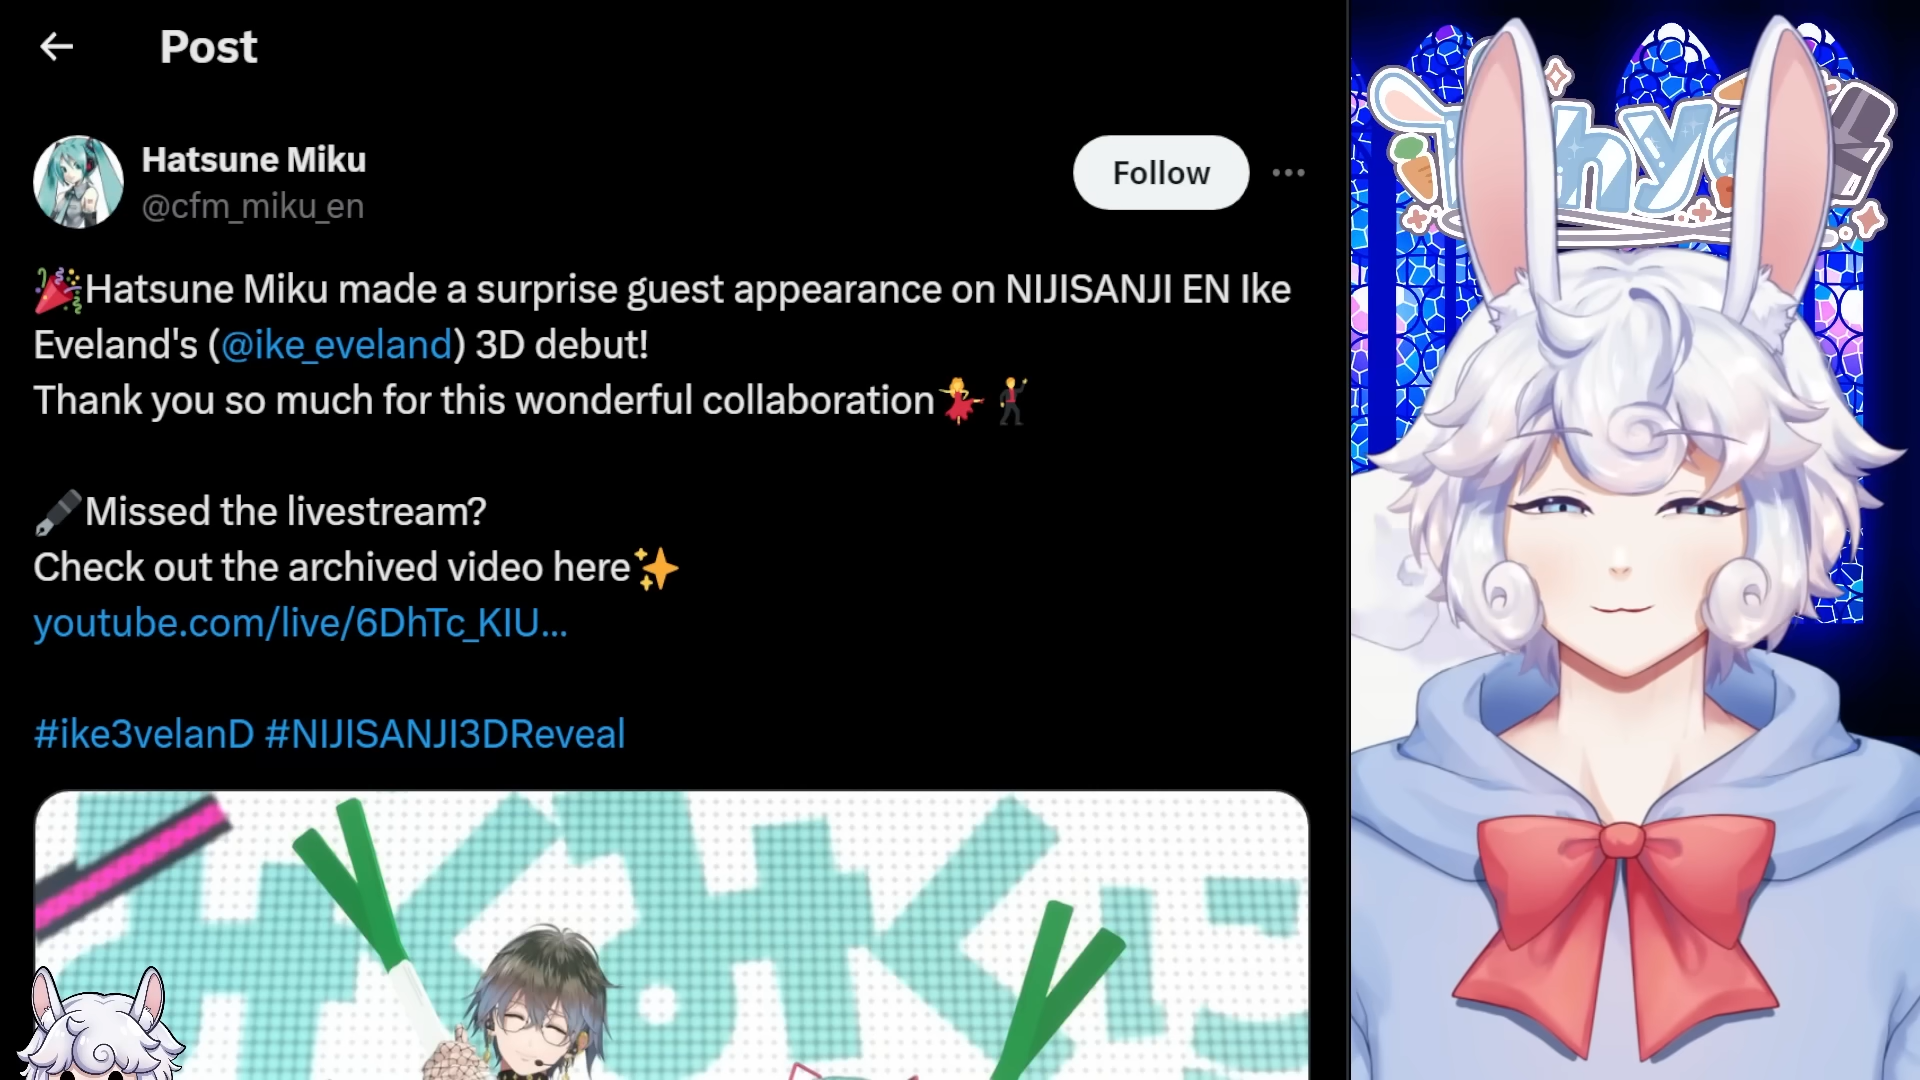 Post
Hatsune Miku
@cfm_miku_en
Follow
🎉Hatsune Miku made a surprise guest appearance on NIJISANJI EN Ike
Eveland's (@ike_eveland) 3D debut!
Thank you so much for this wonderful collaboration💃🕺
🖋️Missed the livestream?
Check out the archived video here✨
youtube.com/live/6DhTc_KIU…
#ike3velanD #NIJISANJI3DReveal